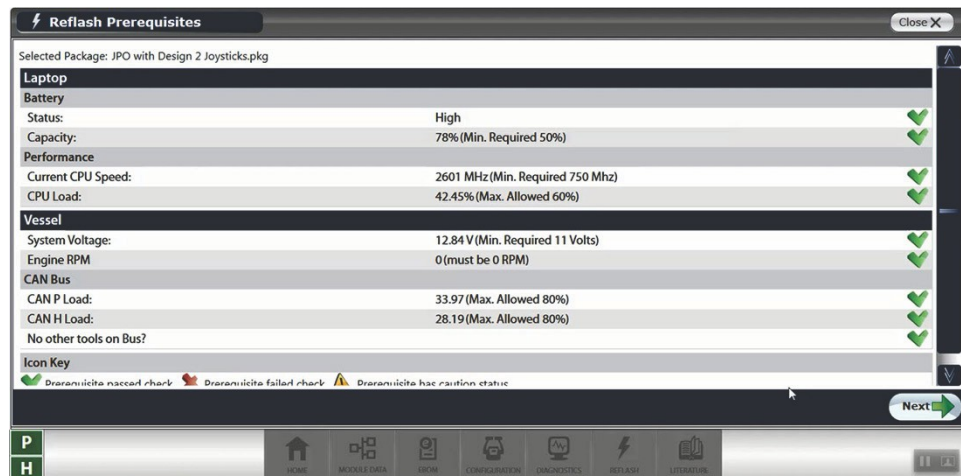 Reflash Prerequisites
Close X
Selected Package: JPO with Design 2 Joysticks.pkg
Laptop
Battery
Status: High
Capacity: 78% (Min. Required 50%)
Performance
Current CPU Speed: 2601 MHz (Min. Required 750 Mhz)
CPU Load: 42.45% (Max. Allowed 60%)
Vessel
System Voltage: 12.84 V (Min. Required 11 Volts)
Engine RPM 0 (must be 0 RPM)
CAN Bus
CAN P Load: 33.97 (Max. Allowed 80%)
CAN H Load: 28.19 (Max. Allowed 80%)
No other tools on Bus?
Icon Key
Prerequisite passed check Prerequisite failed check Prerequisite has caution status
Next
P
H
HOME MODULE DATA EROM CONFIGURATION DIAGNOSTICS REFLASH LITERATURE